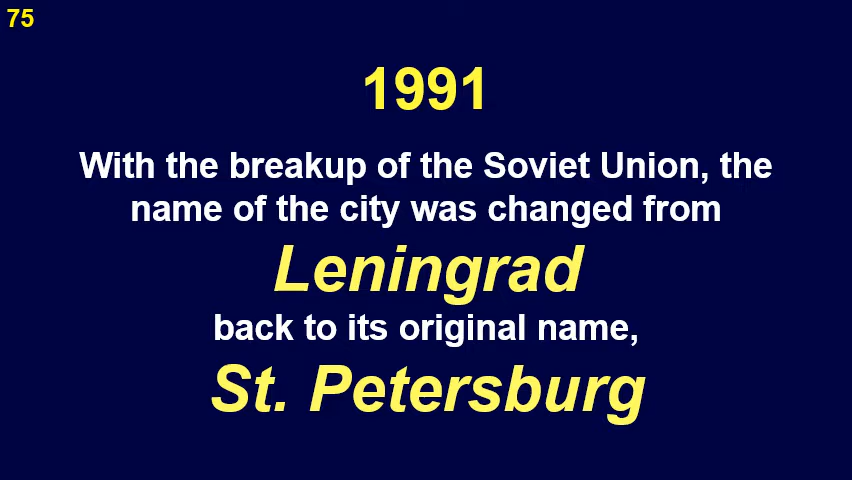 75
1991
With the breakup of the Soviet Union, the
name of the city was changed from
Leningrad
back to its original name,
St. Petersburg